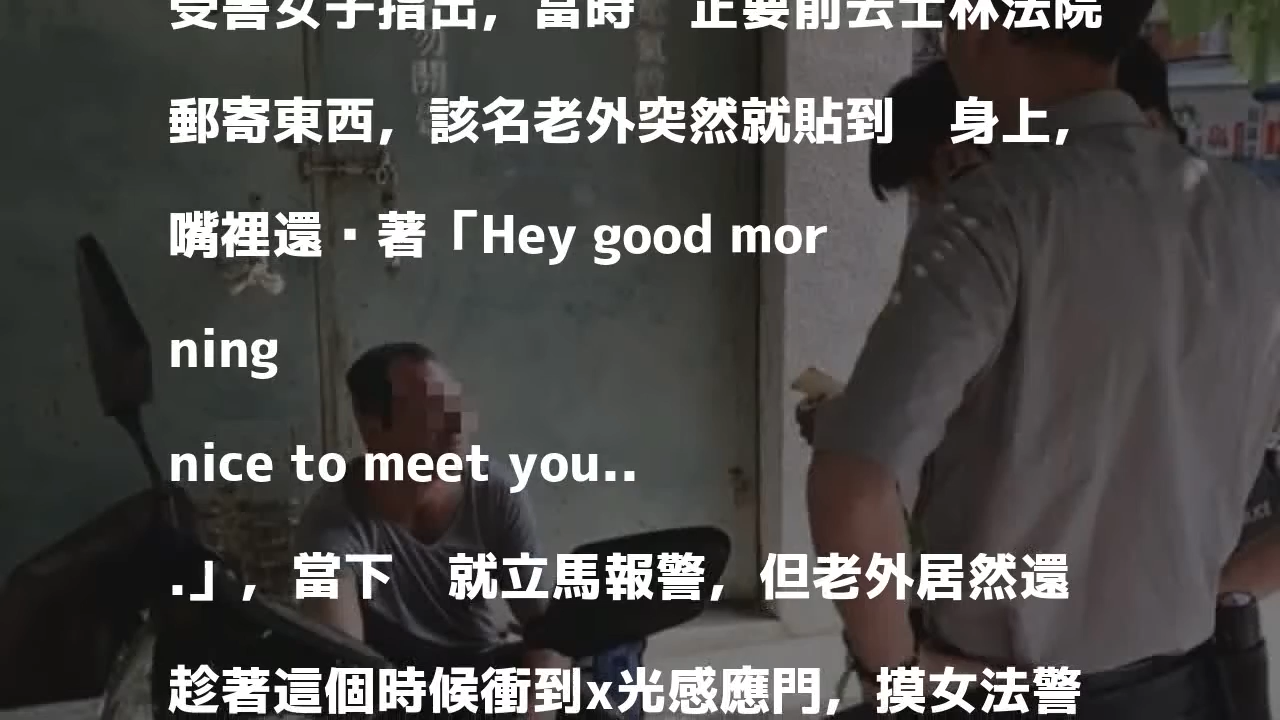 受害女子指出，當時　正要前去士林法院
郵寄東西，該名老外突然就貼到　身上，
嘴裡還·著「Hey good mor
ning
nice to meet you..
.」，當下　就立馬報警，但老外居然還
趁著這個時候衝到x光感應門，摸女法警
勿開